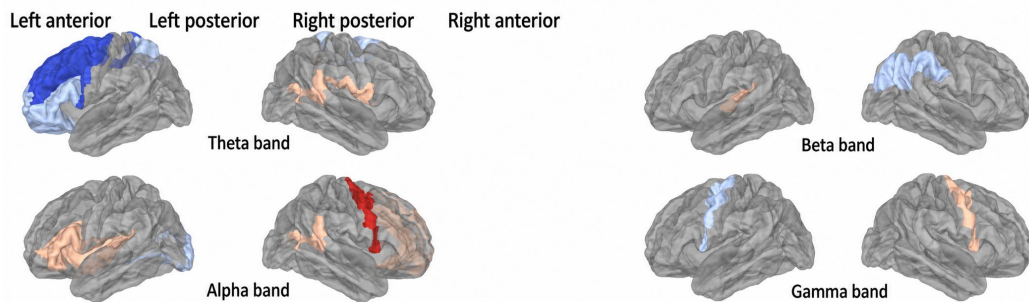 Left anterior Left posterior Right posterior Right anterior
Theta band Beta band
Alpha band Gamma band